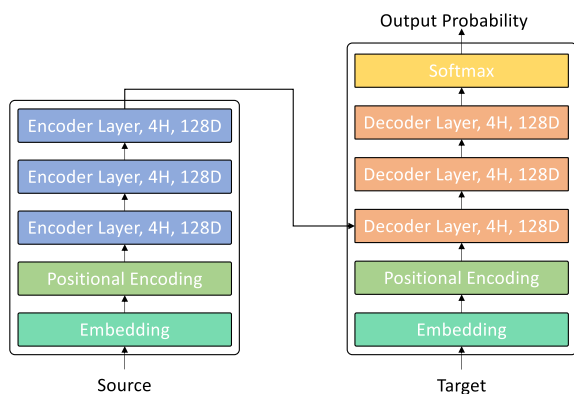 Output Probability
Softmax
Decoder Layer, 4H, 128D
Decoder Layer, 4H, 128D
Decoder Layer, 4H, 128D
Positional Encoding
Embedding
Target
Encoder Layer, 4H, 128D
Encoder Layer, 4H, 128D
Encoder Layer, 4H, 128D
Positional Encoding
Embedding
Source